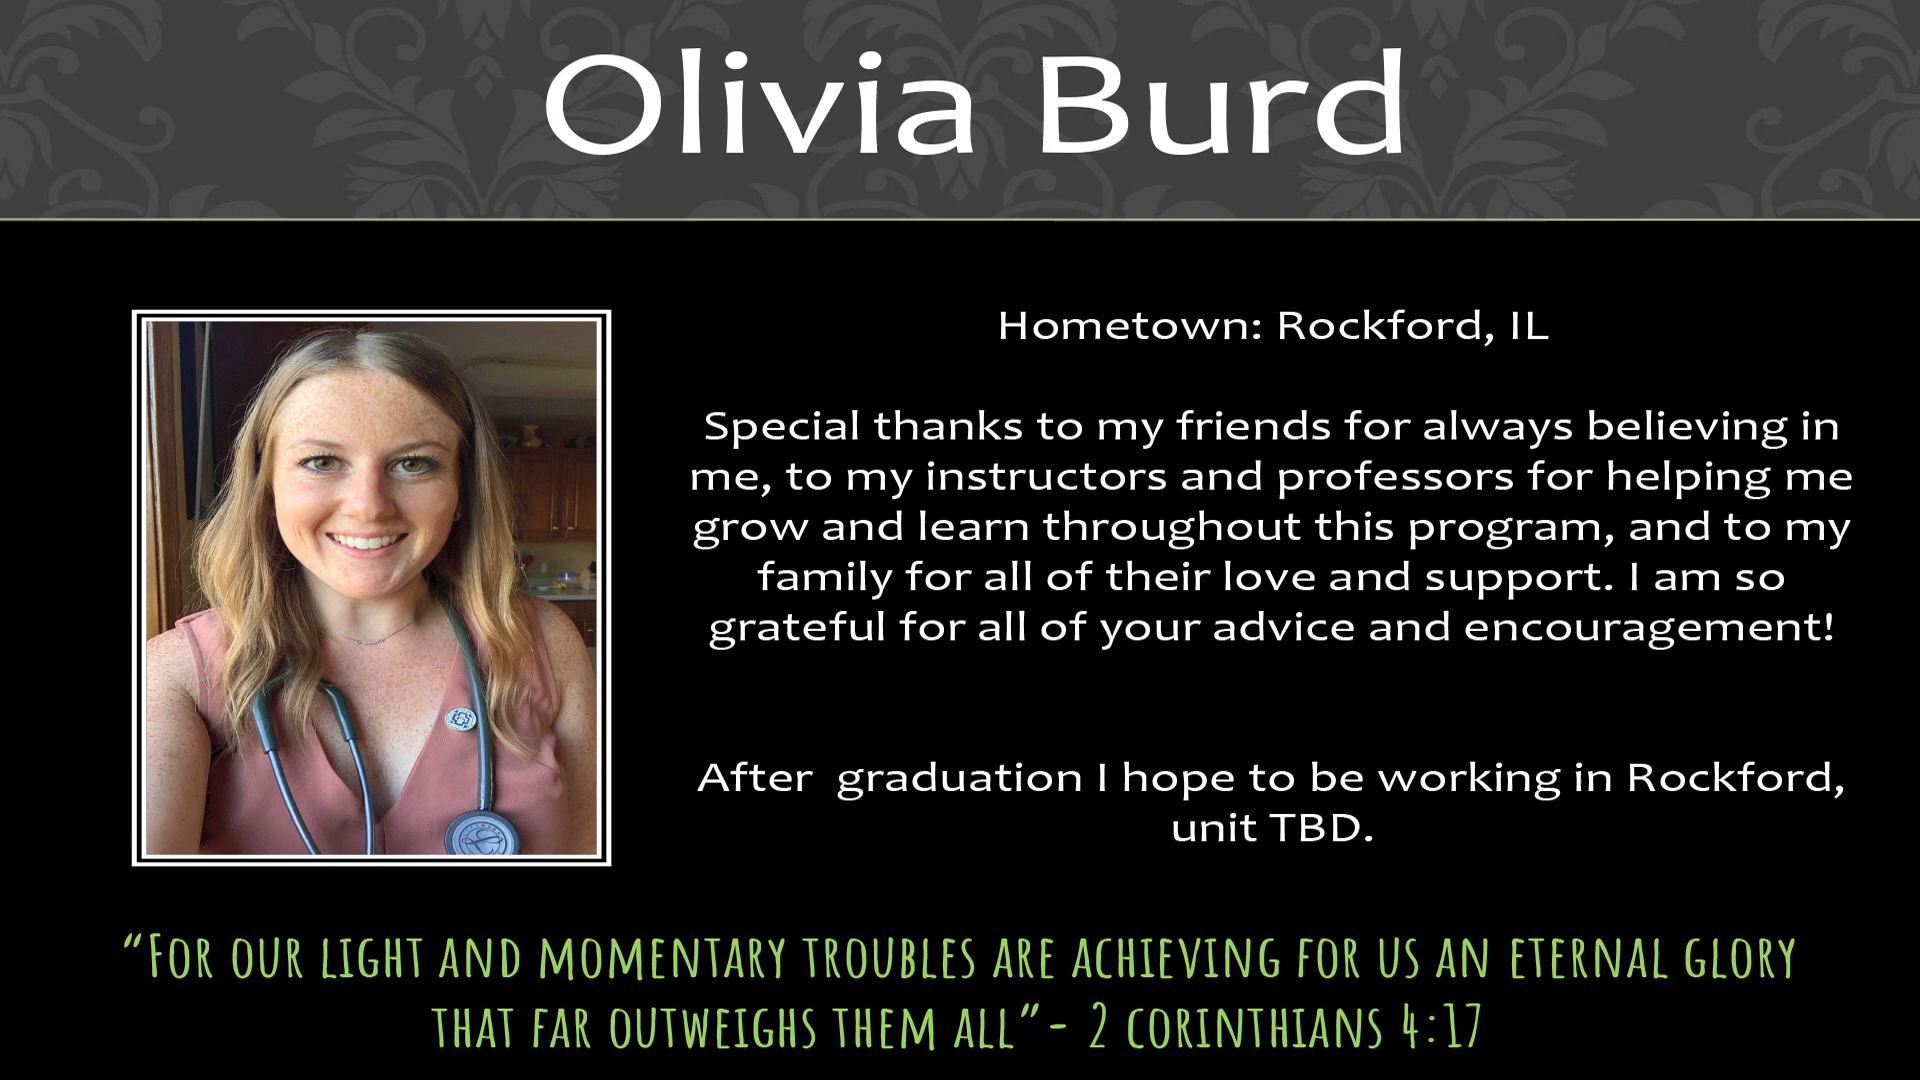 Olivia Burd
Hometown: Rockford, IL
Special thanks to my friends for always believing in
me, to my instructors and professors for helping me
grow and learn throughout this program, and to my
family for all of their love and support. I am so
grateful for all of your advice and encouragement!
After  graduation I hope to be working in Rockford,
unit TBD.
“For our light and momentary troubles are achieving for us an eternal glory
that far outweighs them all”- 2 corinthians 4:17